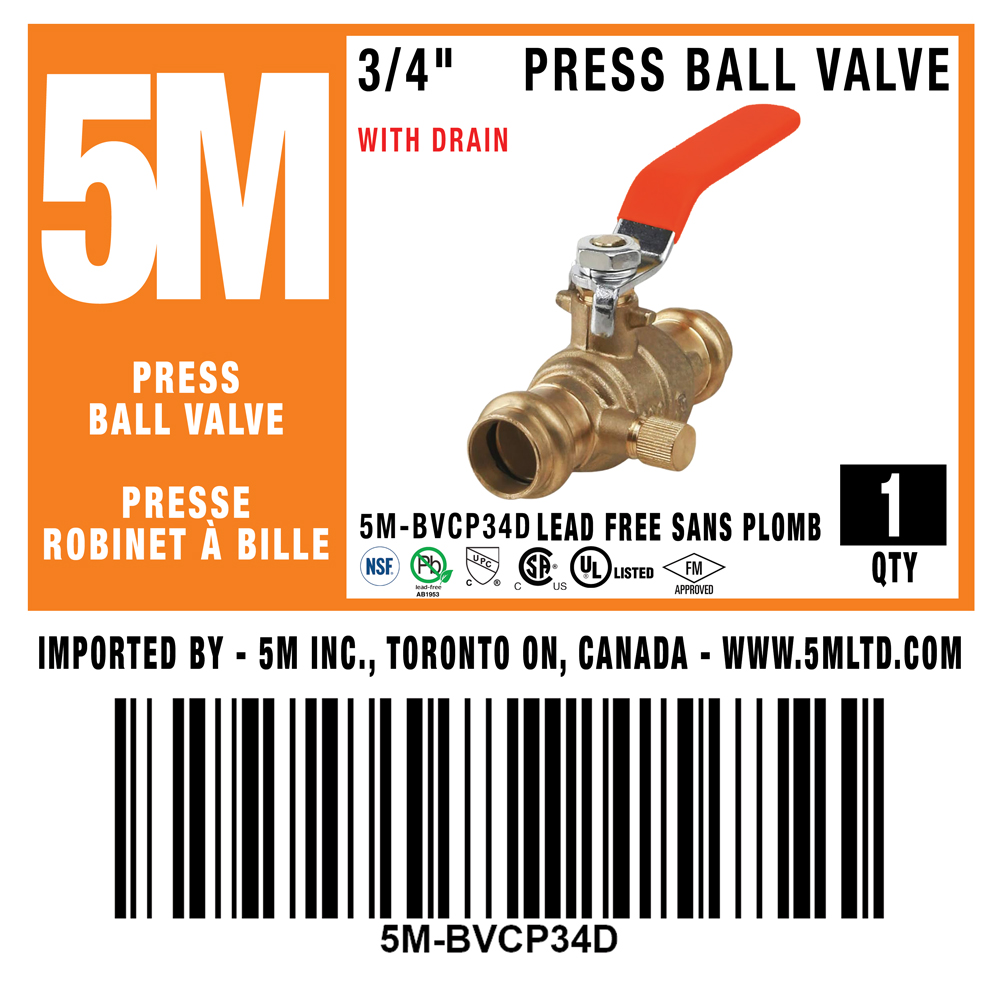 5M
PRESS
BALL VALVE
PRESSE
ROBINET À BILLE
3/4" PRESS BALL VALVE
WITH DRAIN
5M-BVCP34D LEAD FREE SANS PLOMB
1
QTY
NSF.
Pb
lead-free
AB1953
UPC
C ®
SA
C US
UL LISTED
FM
APPROVED
IMPORTED BY - 5M INC., TORONTO ON, CANADA - WWW.5MLTD.COM
5M-BVCP34D